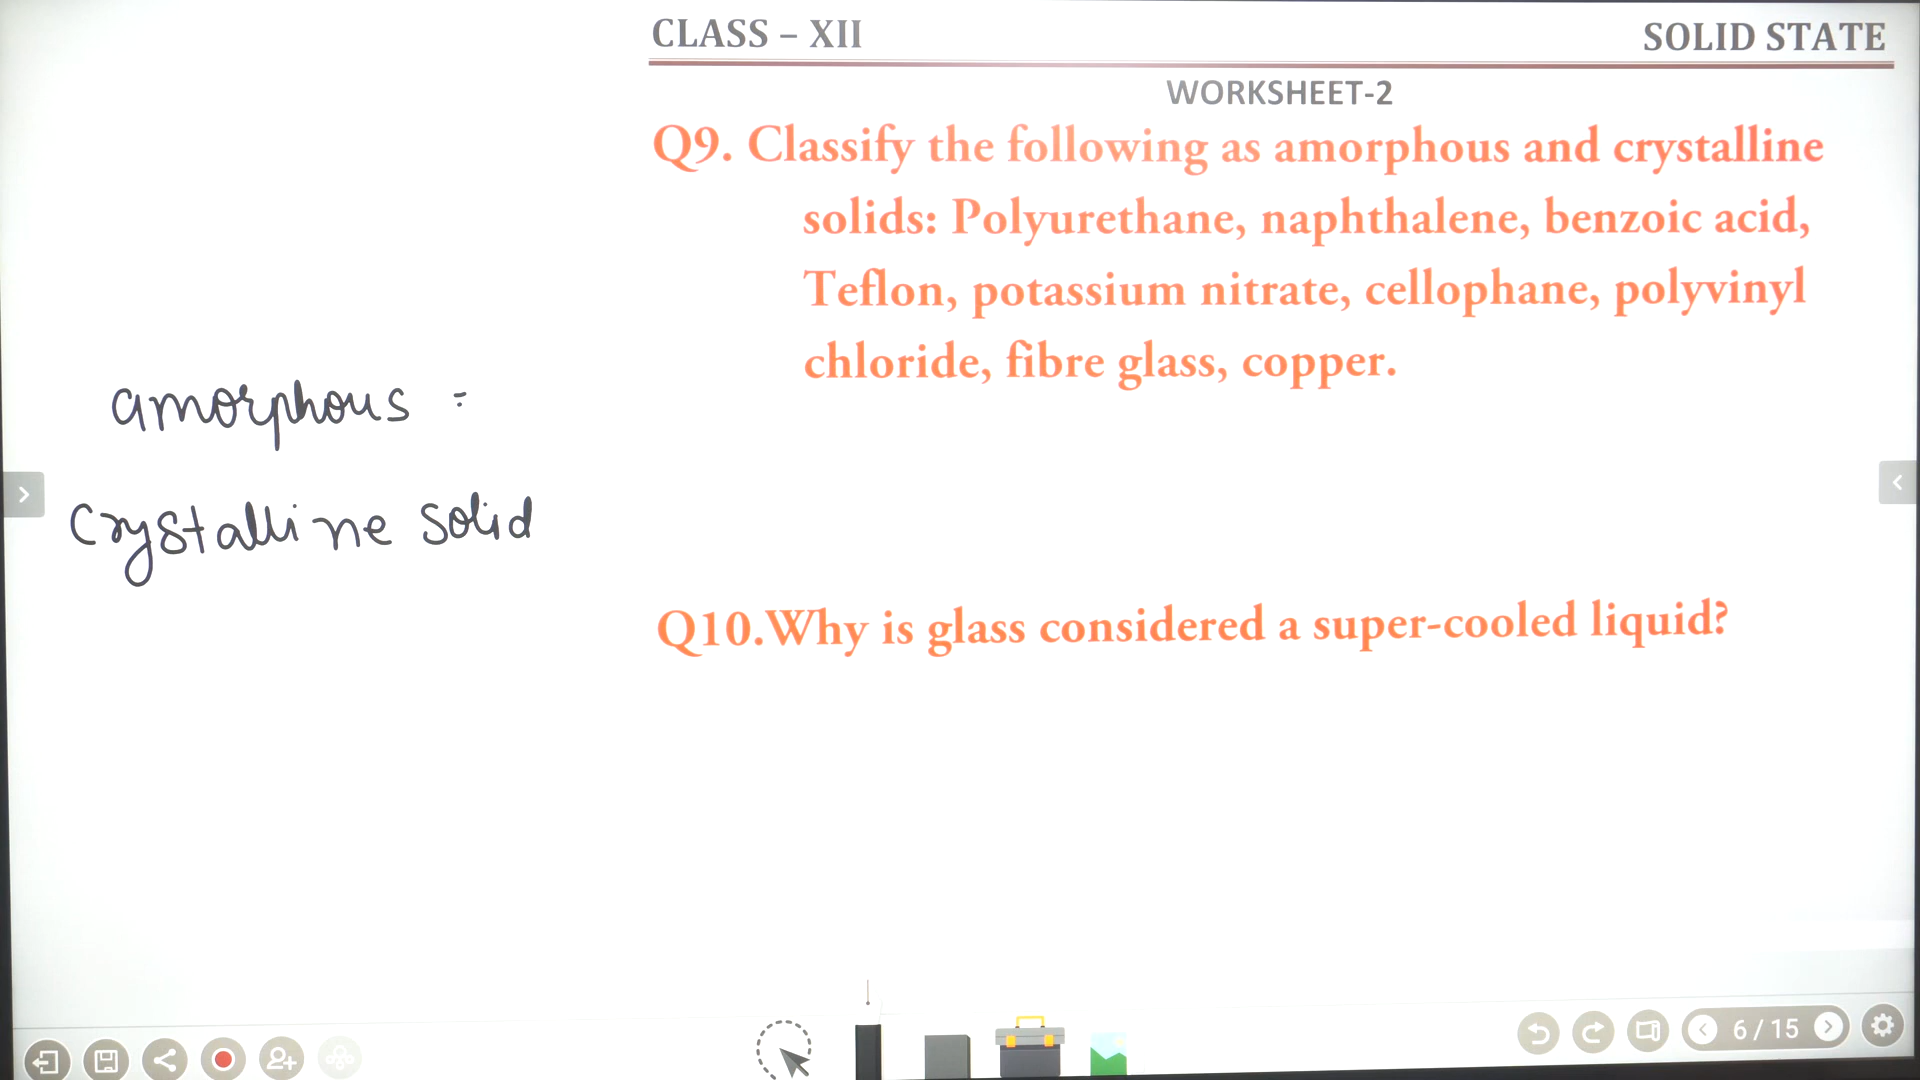 CLASS – XII SOLID STATE
WORKSHEET-2
Q9. Classify the following as amorphous and crystalline
solids: Polyurethane, naphthalene, benzoic acid,
Teflon, potassium nitrate, cellophane, polyvinyl
chloride, fibre glass, copper.
amorphous :
Crystalline solid
Q10.Why is glass considered a super-cooled liquid?
6 / 15